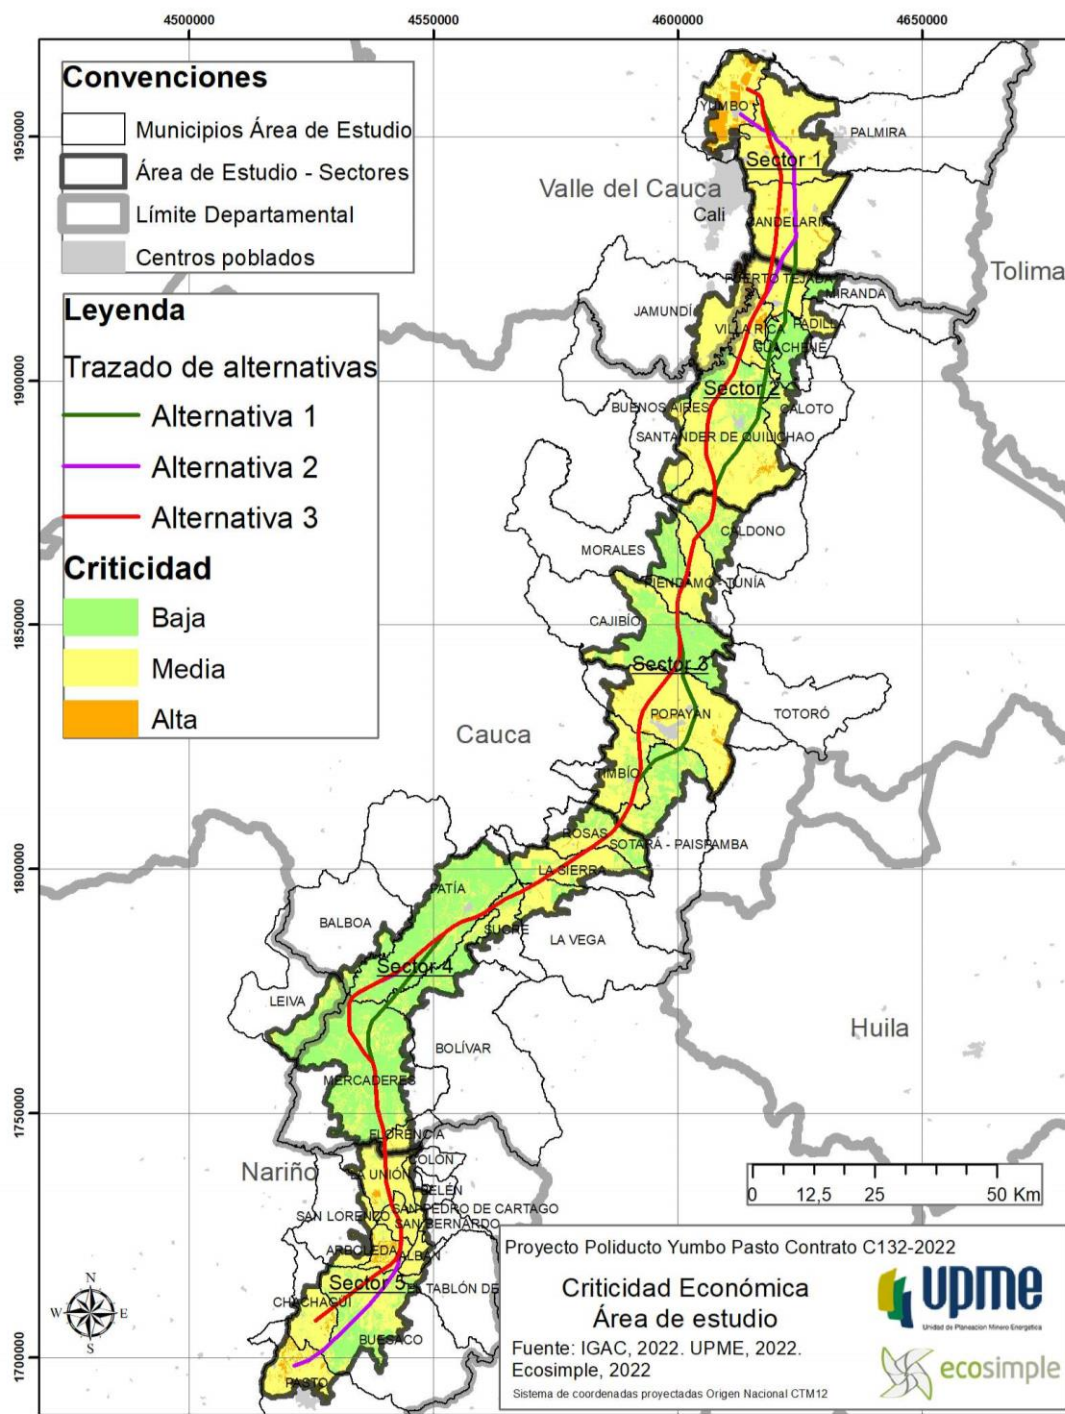 4500000
4550000
4600000
4650000
1950000
1900000
1850000
1800000
1750000
1700000
Convenciones
Municipios Área de Estudio
Área de Estudio - Sectores
Límite Departamental
Centros poblados
Leyenda
Trazado de alternativas
Alternativa 1
Alternativa 2
Alternativa 3
Criticidad
Baja
Media
Alta
YUMBO
PALMIRA
Sector 1
Valle del Cauca
Cali
CANDELARIA
Tolima
PUERTO TEJADA
MIRANDA
JAMUNDÍ
PADILLA
VILLA RICA
GUACHENÉ
Sector 2
BUENOS AIRES
CALOTO
SANTANDER DE QUILICHAO
CALDONO
MORALES
PIENDAMÓ - TUNÍA
CAJIBÍO
Sector 3
POPAYÁN
TOTORÓ
Cauca
TIMBÍO
ROSAS
SOTARÁ - PAISPAMBA
LA SIERRA
PATÍA
BALBOA
SUCRE
LA VEGA
Sector 4
LEIVA
Huila
BOLÍVAR
MERCADERES
FLORENCIA
COLÓN
Nariño
LA UNIÓN
BELÉN
SAN PEDRO DE CARTAGO
SAN LORENZO
SAN BERNARDO
ARBOLEDA
ALBÁN
Sector 5
EL TABLÓN DE
CHACHAGÜÍ
BUESACO
PASTO
0 12,5 25 50 Km
N
W E
S
Proyecto Poliducto Yumbo Pasto Contrato C132-2022
Criticidad Económica
Área de estudio
Fuente: IGAC, 2022. UPME, 2022.
Ecosimple, 2022
Sistema de coordenadas proyectadas Origen Nacional CTM12
upme
Unidad de Planeación Minero Energética
ecosimple